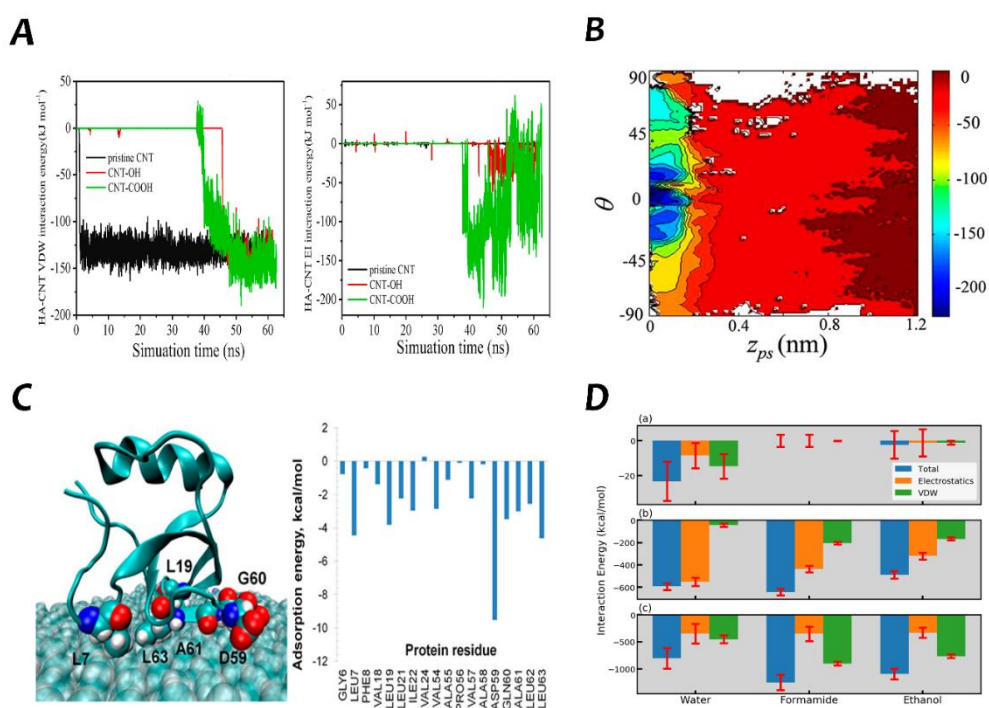 A
HA-CNT VDW interaction energy(kJ mol⁻¹)
50
0
-50
-100
-150
-200
pristine CNT
CNT-OH
CNT-COOH
0 10 20 30 40 50 60
Simuation time (ns)
HA-CNT EEI interaction energy(kJ mol⁻¹)
50
0
-50
-100
-150
-200
pristine CNT
CNT-OH
CNT-COOH
0 10 20 30 40 50 60
Simuation time (ns)
B
θ
90
45
0
-45
-90
0 0.4 0.8 1.2
z_ps (nm)
0
-50
-100
-150
-200
C
L19
G60
L7
L63
A61
D59
Adsorption energy, kcal/mol
2
0
-2
-4
-6
-8
-10
-12
Protein residue
GLY6
LEU7
PHE8
VAL18
LEU19
LEU21
ILE22
VAL24
VAL54
ALA55
PRO56
VAL57
ALA58
ASP59
GLN60
ALA61
LEU62
LEU63
D
Interaction Energy (kcal/mol)
(a)
0
−20
Total
Electrostatics
VDW
(b)
0
−200
−400
−600
(c)
0
−500
−1000
Water Formamide Ethanol